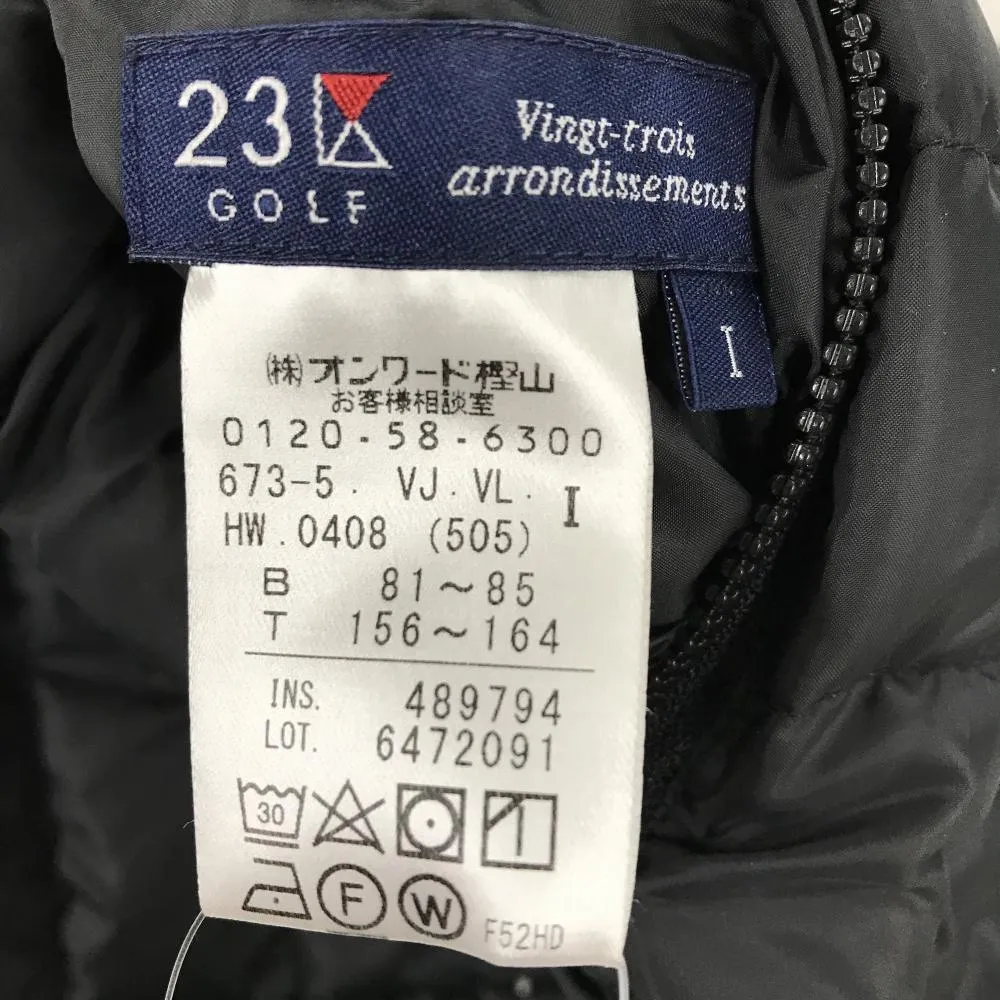 23
GOLF
Vingt-trois
arrondissements
I
(株)オンワード樫山
お客様相談室
0120-58-6300
673-5. VJ.VL. I
HW.0408 (505)
B 81~85
T 156~164
INS. 489794
LOT. 6472091
30
F W F52HD